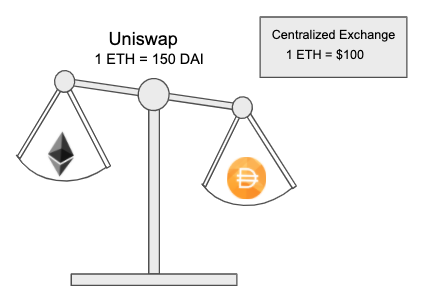 Uniswap
1 ETH = 150 DAI
Centralized Exchange
1 ETH = $100